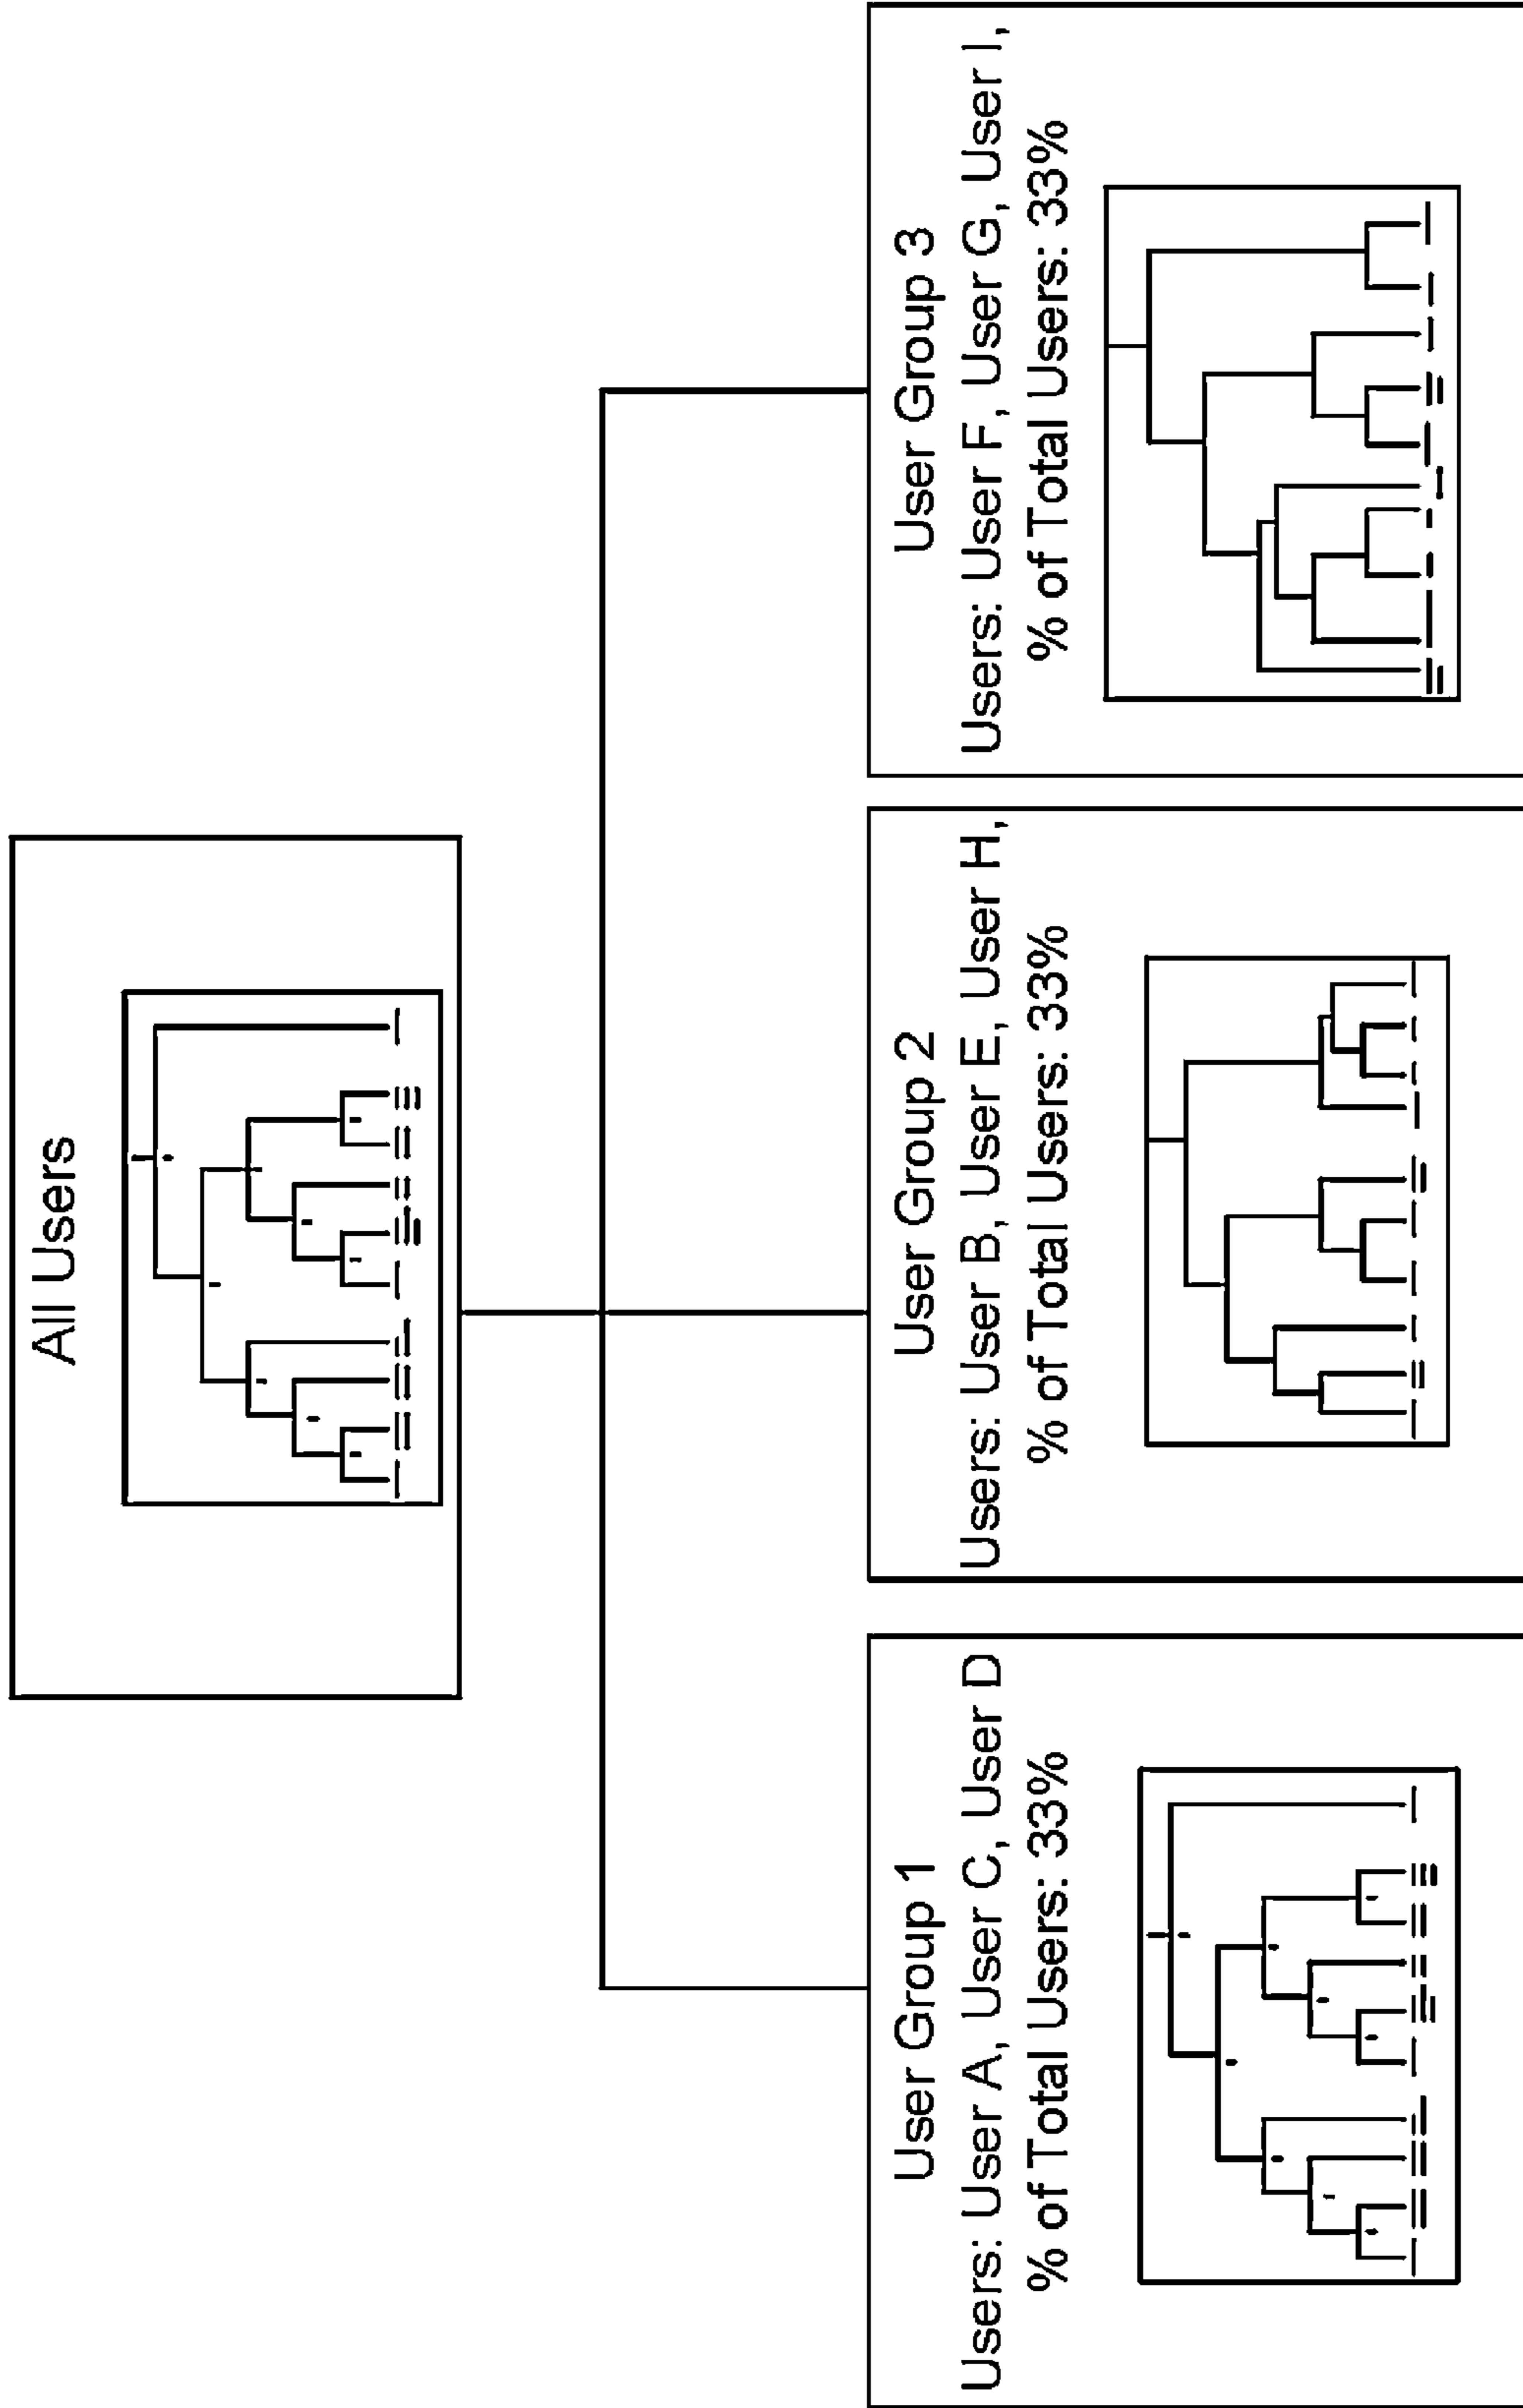 All Users
User Group 1
Users: User A, User C, User D
% of Total Users: 33%
User Group 2
Users: User B, User E, User H,
% of Total Users: 33%
User Group 3
Users: User F, User G, User I,
% of Total Users: 33%